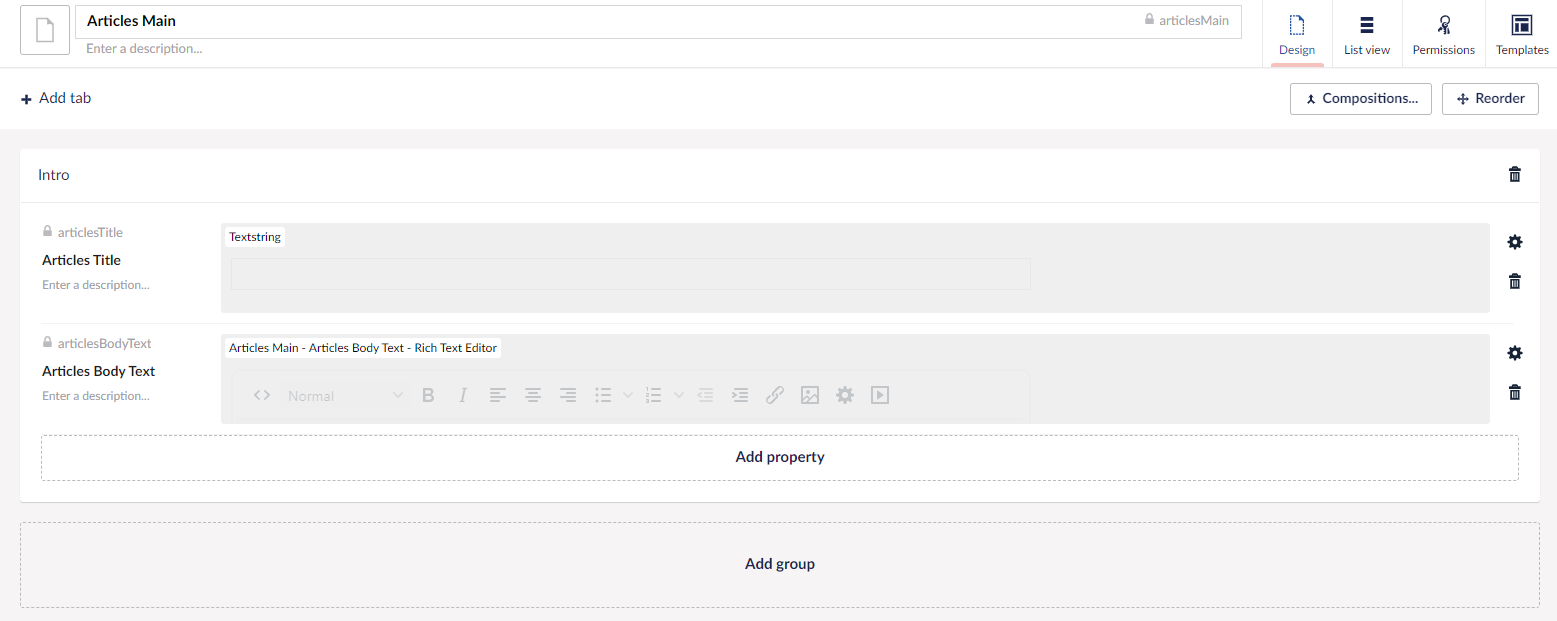 Articles Main
articlesMain
Enter a description...
Design
List view
Permissions
Templates
Add tab
Compositions...
Reorder
Intro
articlesTitle
Articles Title
Enter a description...
Textstring
articlesBodyText
Articles Body Text
Enter a description...
Articles Main - Articles Body Text - Rich Text Editor
Normal
B I
Add property
Add group